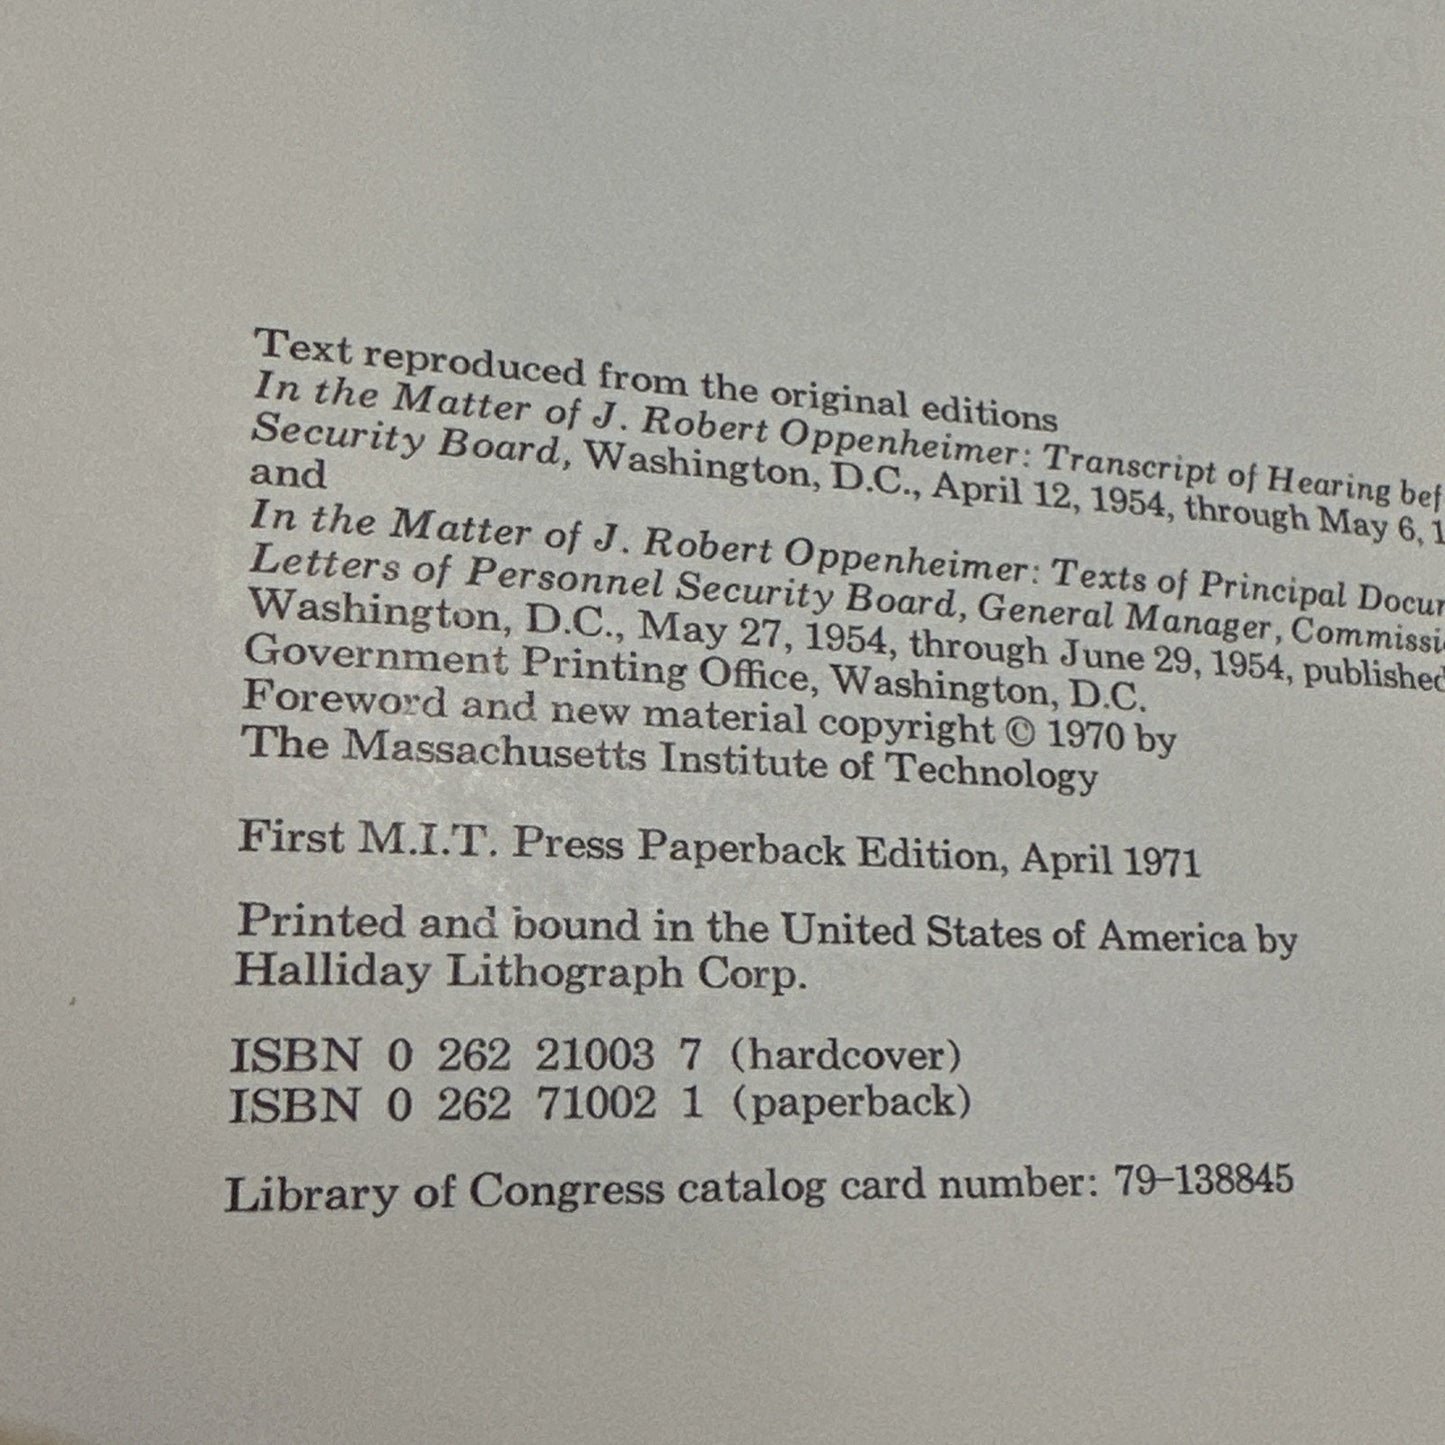 Text reproduced from the original editions
In the Matter of J. Robert Oppenheimer: Transcript of Hearing
Security Board, Washington, D.C., April 12, 1954, through May 6,
and
In the Matter of J. Robert Oppenheimer: Texts of Principal
Letters of Personnel Security Board, General Manager,
Washington, D.C., May 27, 1954, through June 29, 1954, published
Government Printing Office, Washington, D.C.
Foreword and new material copyright © 1970 by
The Massachusetts Institute of Technology
First M.I.T. Press Paperback Edition, April 1971
Printed and bound in the United States of America by
Halliday Lithograph Corp.
ISBN 0 262 21003 7 (hardcover)
ISBN 0 262 71002 1 (paperback)
Library of Congress catalog card number: 79-138845